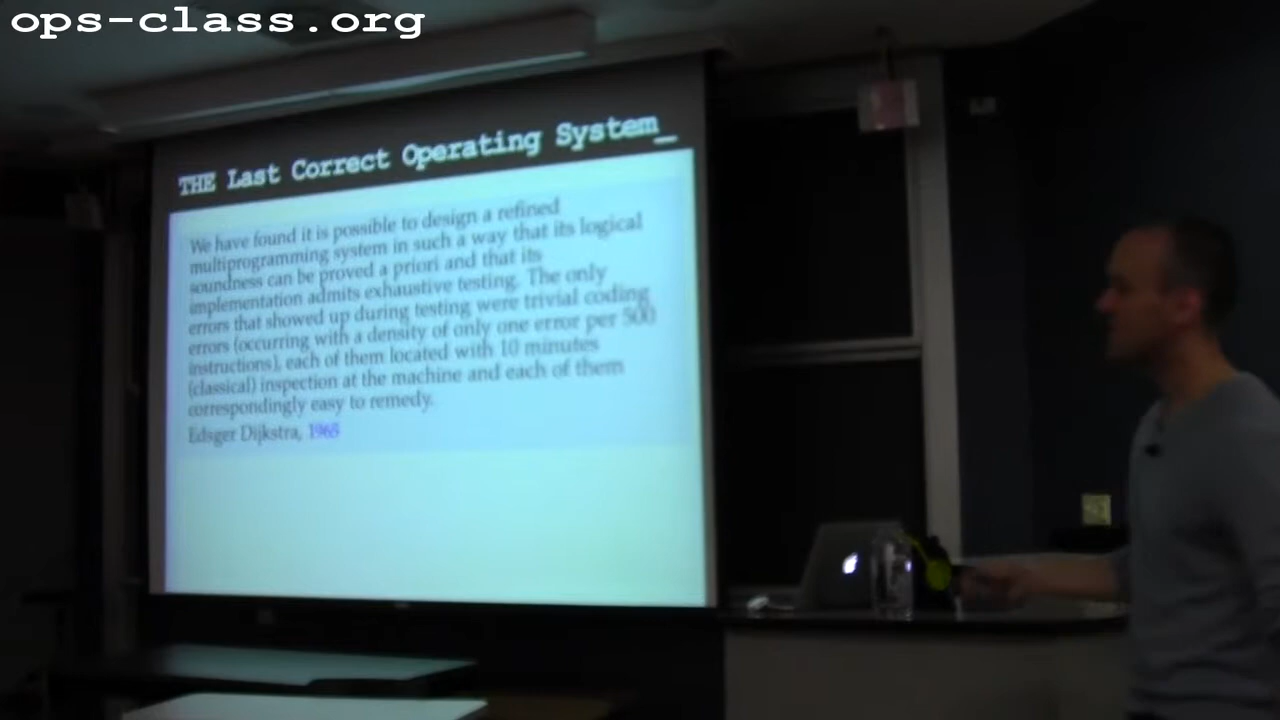 ops-class.org
THE Last Correct Operating System_
We have found it is possible to design a refined
multiprogramming system in such a way that its logical
soundness can be proved a priori and that its
implementation admits exhaustive testing. The only
errors that showed up during testing were trivial coding
errors (occurring with a density of only one error per 500
instructions), each of them located with 10 minutes
(classical) inspection at the machine and each of them
correspondingly easy to remedy.
Edsger Dijkstra,